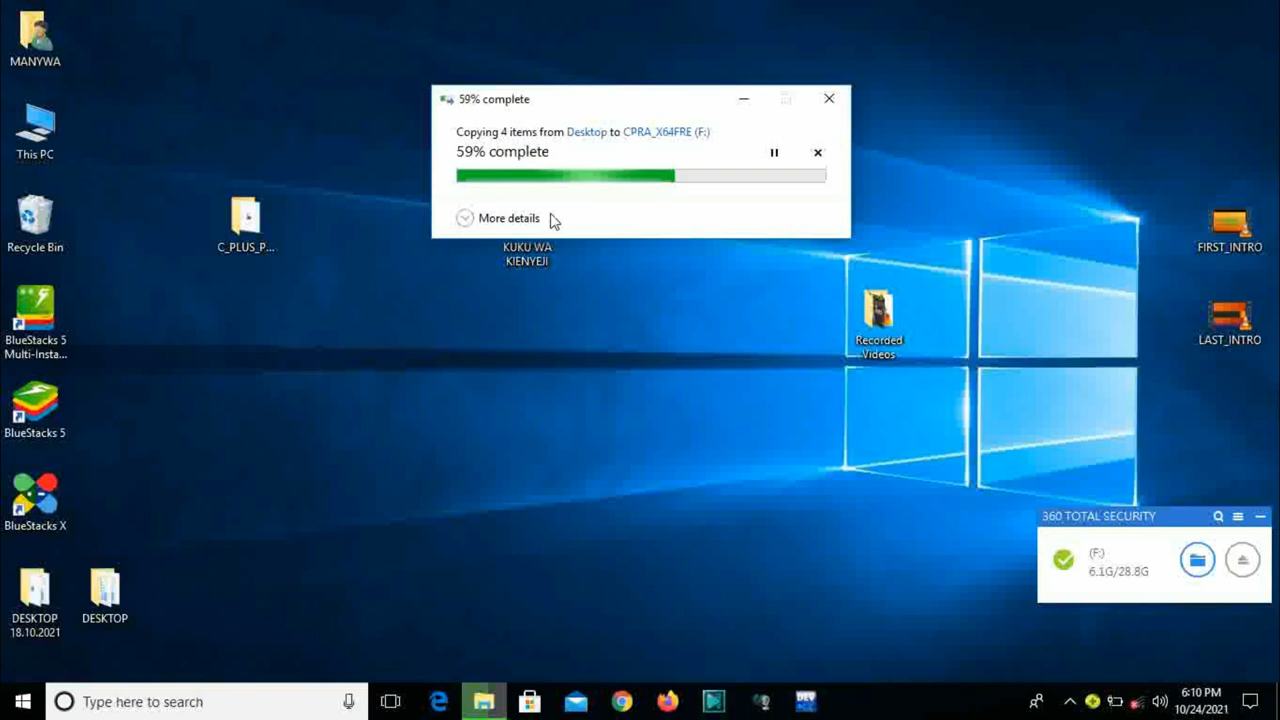 MANYWA
This PC
Recycle Bin
BlueStacks 5
Multi-Insta...
BlueStacks 5
BlueStacks X
DESKTOP
18.10.2021
DESKTOP
C_PLUS_P...
59% complete
Copying 4 items from Desktop to CPRA_X64FRE (F:)
59% complete
More details
KUKU WA
KIENYEJI
Recorded
Videos
FIRST_INTRO
LAST_INTRO
360 TOTAL SECURITY
(F:)
6.1G/28.8G
Type here to search
DEV
6:10 PM
10/24/2021